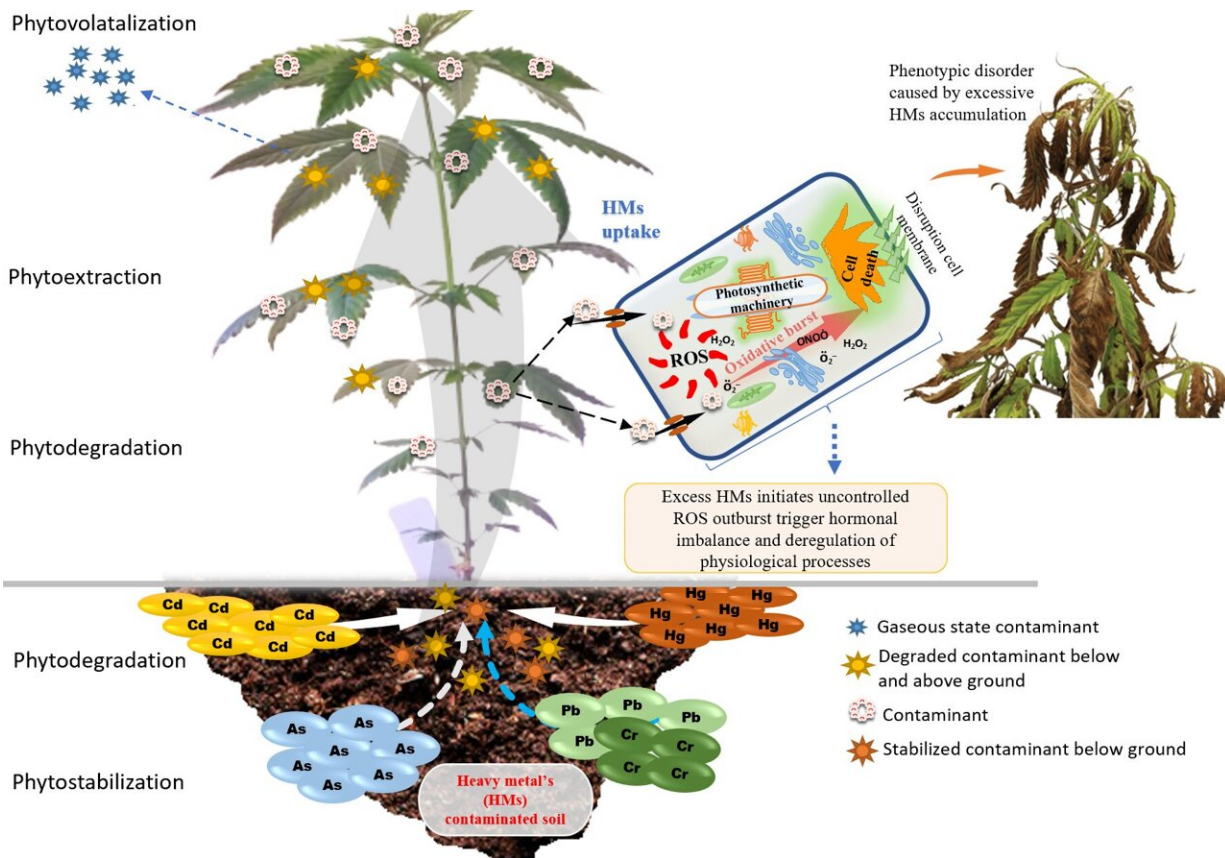 Phytovolatalization
Phytoextraction
Phytodegradation
Phytodegradation
Phytostabilization
HMs
uptake
Photosynthetic
machinery
ROS
H₂O₂
Oxidative burst
ONOÓ
H₂O₂
Ö₂⁻
Ö₂⁻
Cell
death
Disruption cell
membrane
Phenotypic disorder
caused by excessive
HMs accumulation
Excess HMs initiates uncontrolled
ROS outburst trigger hormonal
imbalance and deregulation of
physiological processes
Cd
Cd
Cd
Cd
Cd
Cd
Cd
Hg
Hg
Hg
Hg
Hg
Hg
As
As
As
As
As
As
As
Pb
Pb
Pb
Pb
Cr
Cr
Cr
Cr
Heavy metal's
(HMs)
contaminated soil
Gaseous state contaminant
Degraded contaminant below
and above ground
Contaminant
Stabilized contaminant below ground